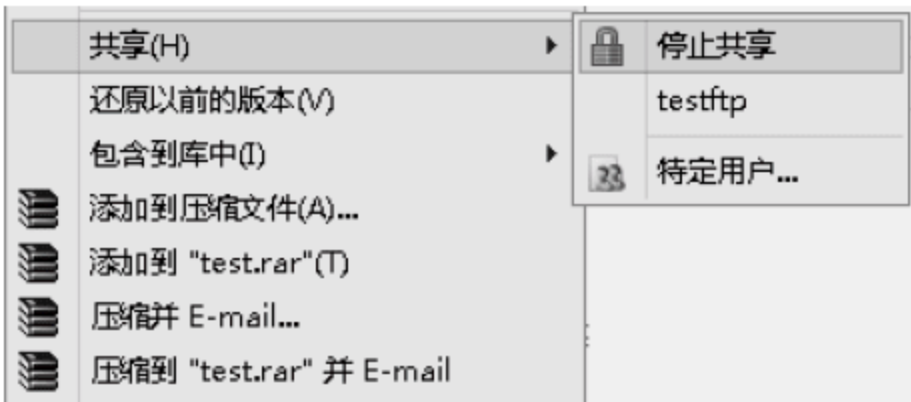 共享(H)
还原以前的版本(V)
包含到库中(I)
添加到压缩文件(A)...
添加到 "test.rar"(T)
压缩并 E-mail...
压缩到 "test.rar" 并 E-mail
停止共享
testftp
特定用户...